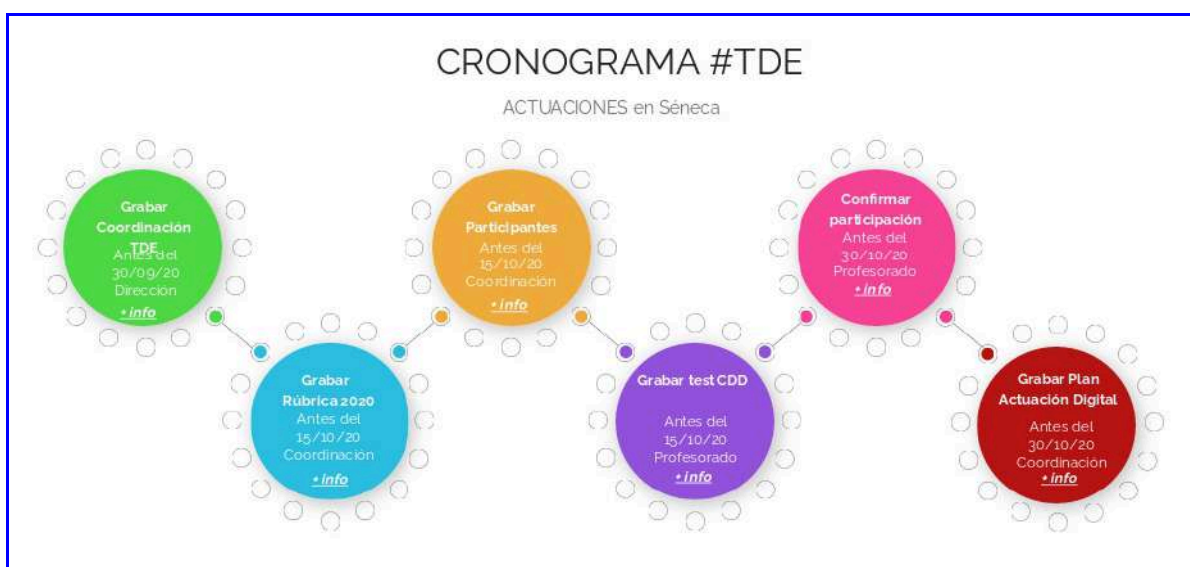 CRONOGRAMA #TDE
ACTUACIONES en Séneca
Grabar
Coordinación
TDE
Antes del
30/09/20
Dirección
+ info
Grabar
Rúbrica 2020
Antes del
15/10/20
Coordinación
+ info
Grabar
Participantes
Antes del
15/10/20
Coordinación
+ info
Grabar test CDD
Antes del
15/10/20
Profesorado
+ info
Confirmar
participación
Antes del
30/10/20
Profesorado
+ info
Grabar Plan
Actuación Digital
Antes del
30/10/20
Coordinación
+ info